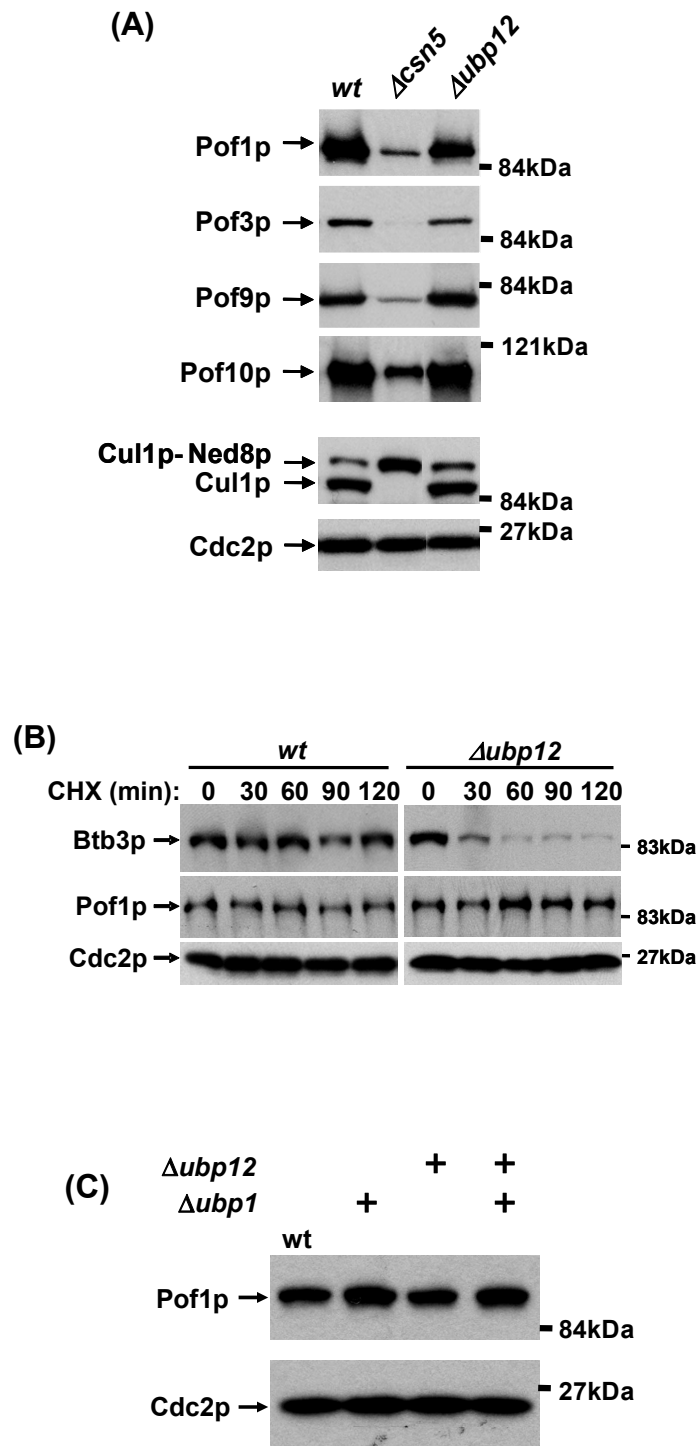 (A)
wt Δcsn5 Δubp12
Pof1p
84kDa
Pof3p
84kDa
Pof9p
84kDa
Pof10p
121kDa
Cul1p-Ned8p
Cul1p
84kDa
Cdc2p
27kDa
(B)
wt Δubp12
CHX (min): 0 30 60 90 120 0 30 60 90 120
Btb3p
83kDa
Pof1p
83kDa
Cdc2p
27kDa
(C)
Δubp12 + +
Δubp1 + +
wt
Pof1p
84kDa
Cdc2p
27kDa